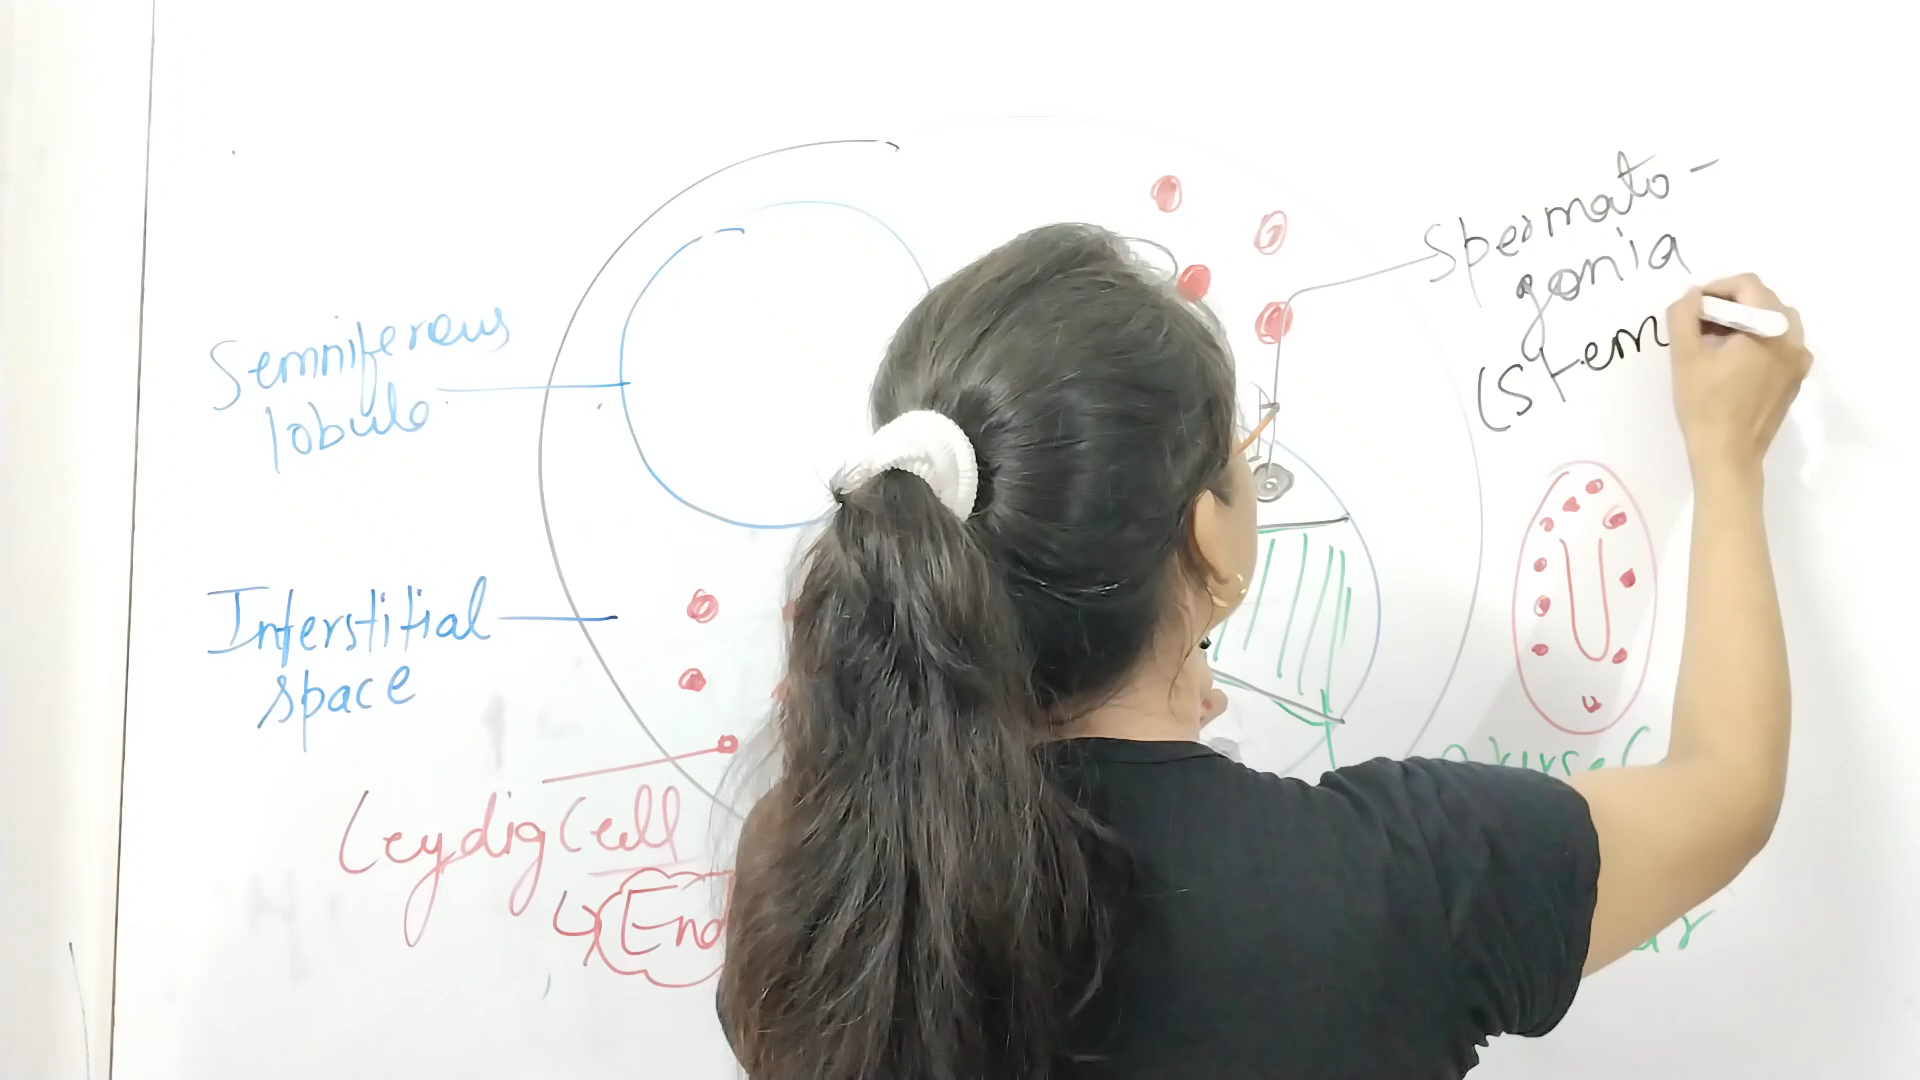 Semniferous
lobule
Interstitial
space
Leydig Cell
Spermato-
gonia
(Stem